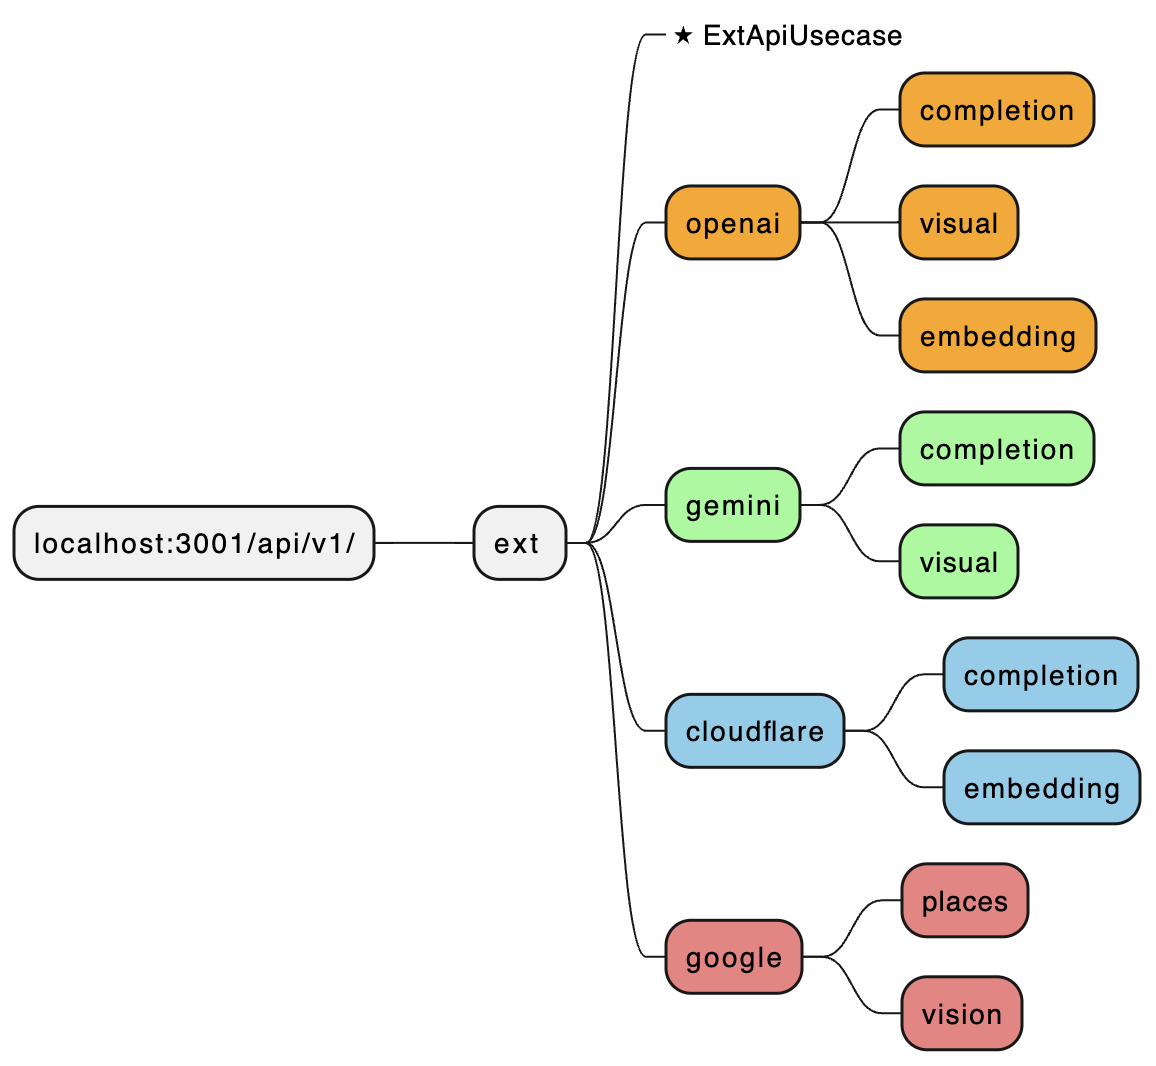 ★ ExtApiUsecase
completion
openai
visual
embedding
completion
gemini
visual
localhost:3001/api/v1/
ext
completion
cloudflare
embedding
places
google
vision